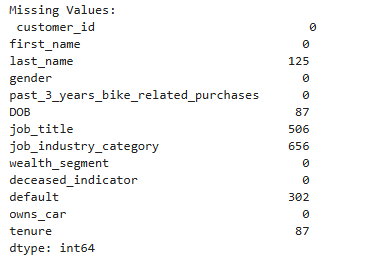 Missing Values:
 customer_id                              0
first_name                               0
last_name                              125
gender                                   0
past_3_years_bike_related_purchases      0
DOB                                     87
job_title                              506
job_industry_category                  656
wealth_segment                           0
deceased_indicator                       0
default                                302
owns_car                                 0
tenure                                  87
dtype: int64